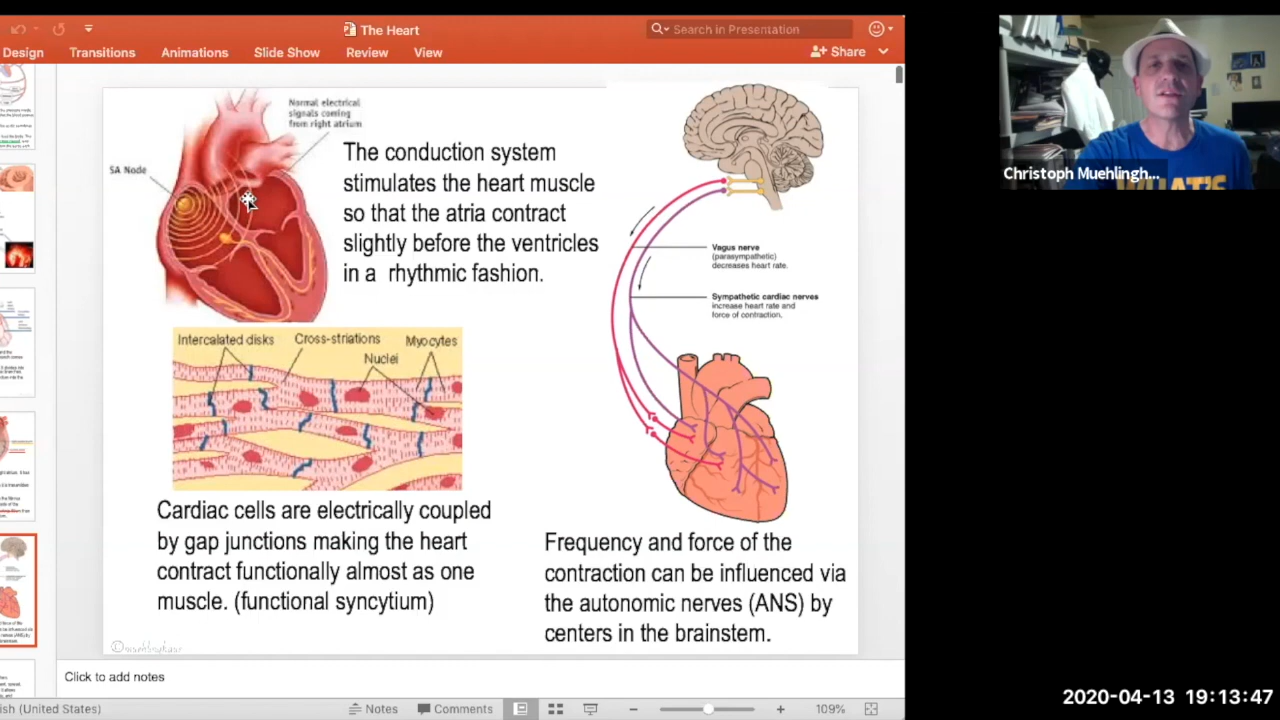 The Heart
Search in Presentation
Design
Transitions
Animations
Slide Show
Review
View
Share
Normal electrical
signals coming
from right atrium
SA Node
The conduction system
stimulates the heart muscle
so that the atria contract
slightly before the ventricles
in a rhythmic fashion.
Vagus nerve
(parasympathetic)
decreases heart rate.
Sympathetic cardiac nerves
increase heart rate and
force of contraction.
Intercalated disks
Cross-striations
Myocytes
Nuclei
Cardiac cells are electrically coupled
by gap junctions making the heart
contract functionally almost as one
muscle. (functional syncytium)
Frequency and force of the
contraction can be influenced via
the autonomic nerves (ANS) by
centers in the brainstem.
Click to add notes
ish (United States)
Notes
Comments
109%
Christoph Muehlingh...
2020-04-13 19:13:47